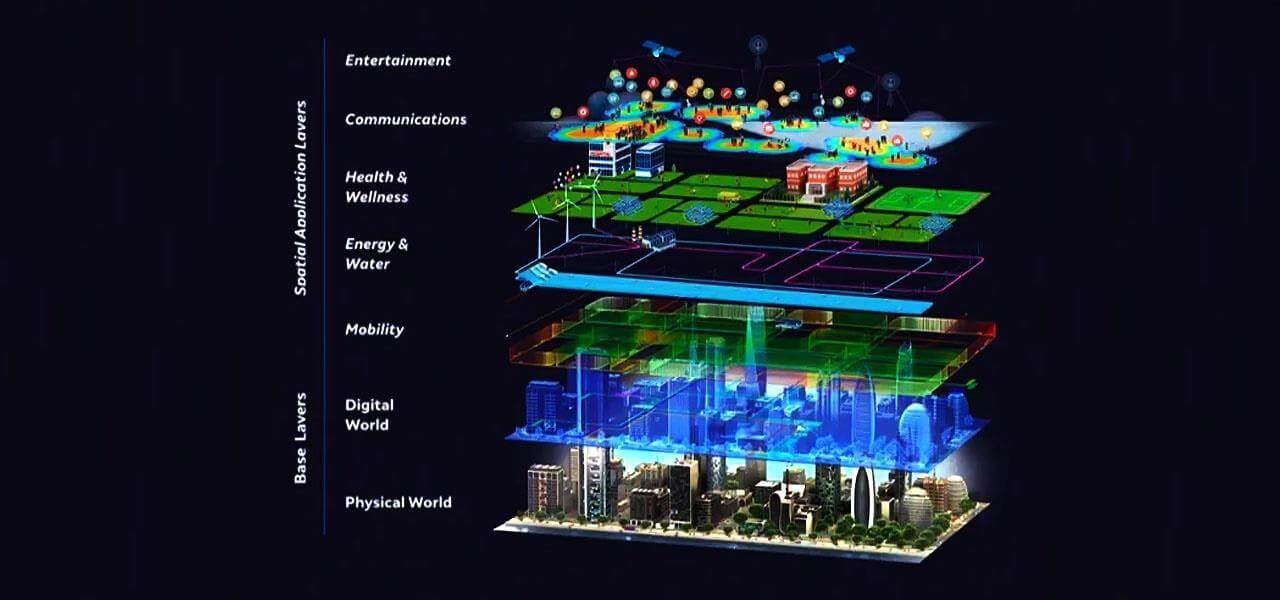 Entertainment
Communications
Health &
Wellness
Energy &
Water
Mobility
Digital
World
Physical World
Spatial Application Layers
Base Layers